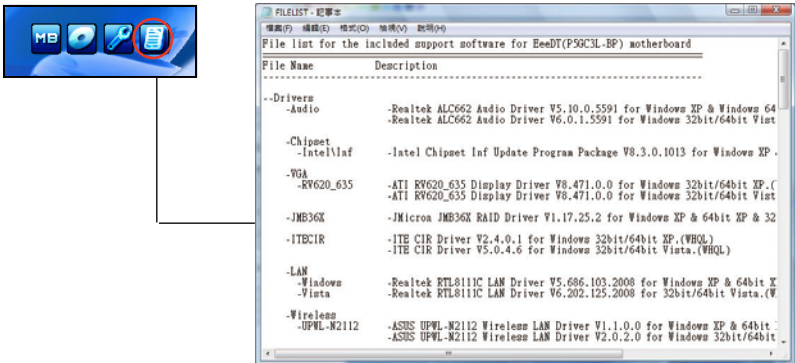 MB
FILELIST - 記事本
檔案(F) 編輯(E) 格式(O) 檢視(V) 說明(H)
File list for the included support software for EeeDT(P5GC3L-BP) motherboard
File Name Description
--Drivers
-Audio -Realtek ALC662 Audio Driver V5.10.0.5591 for Windows XP & Windows 64
-Realtek ALC662 Audio Driver V6.0.1.5591 for Windows 32bit/64bit Vist
-Chipset
-Intel\Inf -Intel Chipset Inf Update Program Package V8.3.0.1013 for Windows XP
-VGA
-RV620_635 -ATI RV620_635 Display Driver V8.471.0.0 for Windows 32bit/64bit XP.(
-ATI RV620_635 Display Driver V8.471.0.0 for Windows 32bit/64bit Vist
-JMB36X -JMicron JMB36X RAID Driver V1.17.25.2 for Windows XP & 64bit XP & 32
-ITECIR -ITE CIR Driver V2.4.0.1 for Windows 32bit/64bit XP.(WHQL)
-ITE CIR Driver V5.0.4.6 for Windows 32bit/64bit Vista.(WHQL)
-LAN
-Windows -Realtek RTL8111C LAN Driver V5.686.103.2008 for Windows XP & 64bit X
-Vista -Realtek RTL8111C LAN Driver V6.202.125.2008 for 32bit/64bit Vista.(W
-Wireless
-UPWL-N2112 -ASUS UPWL-N2112 Wireless LAN Driver V1.1.0.0 for Windows XP & 64bit
-ASUS UPWL-N2112 Wireless LAN Driver V2.0.2.0 for Windows 32bit/64bit